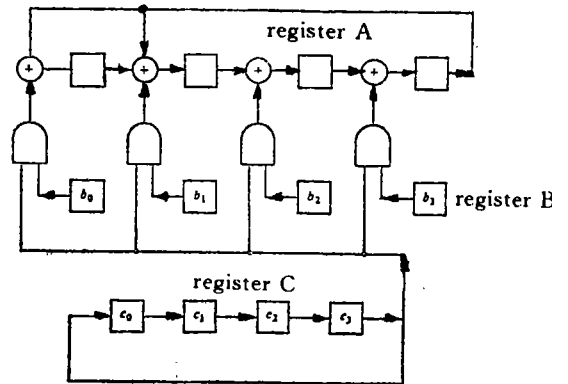 register A
+ + + +
b₀ b₁ b₂ b₃ register B
register C
c₀ c₁ c₂ c₃